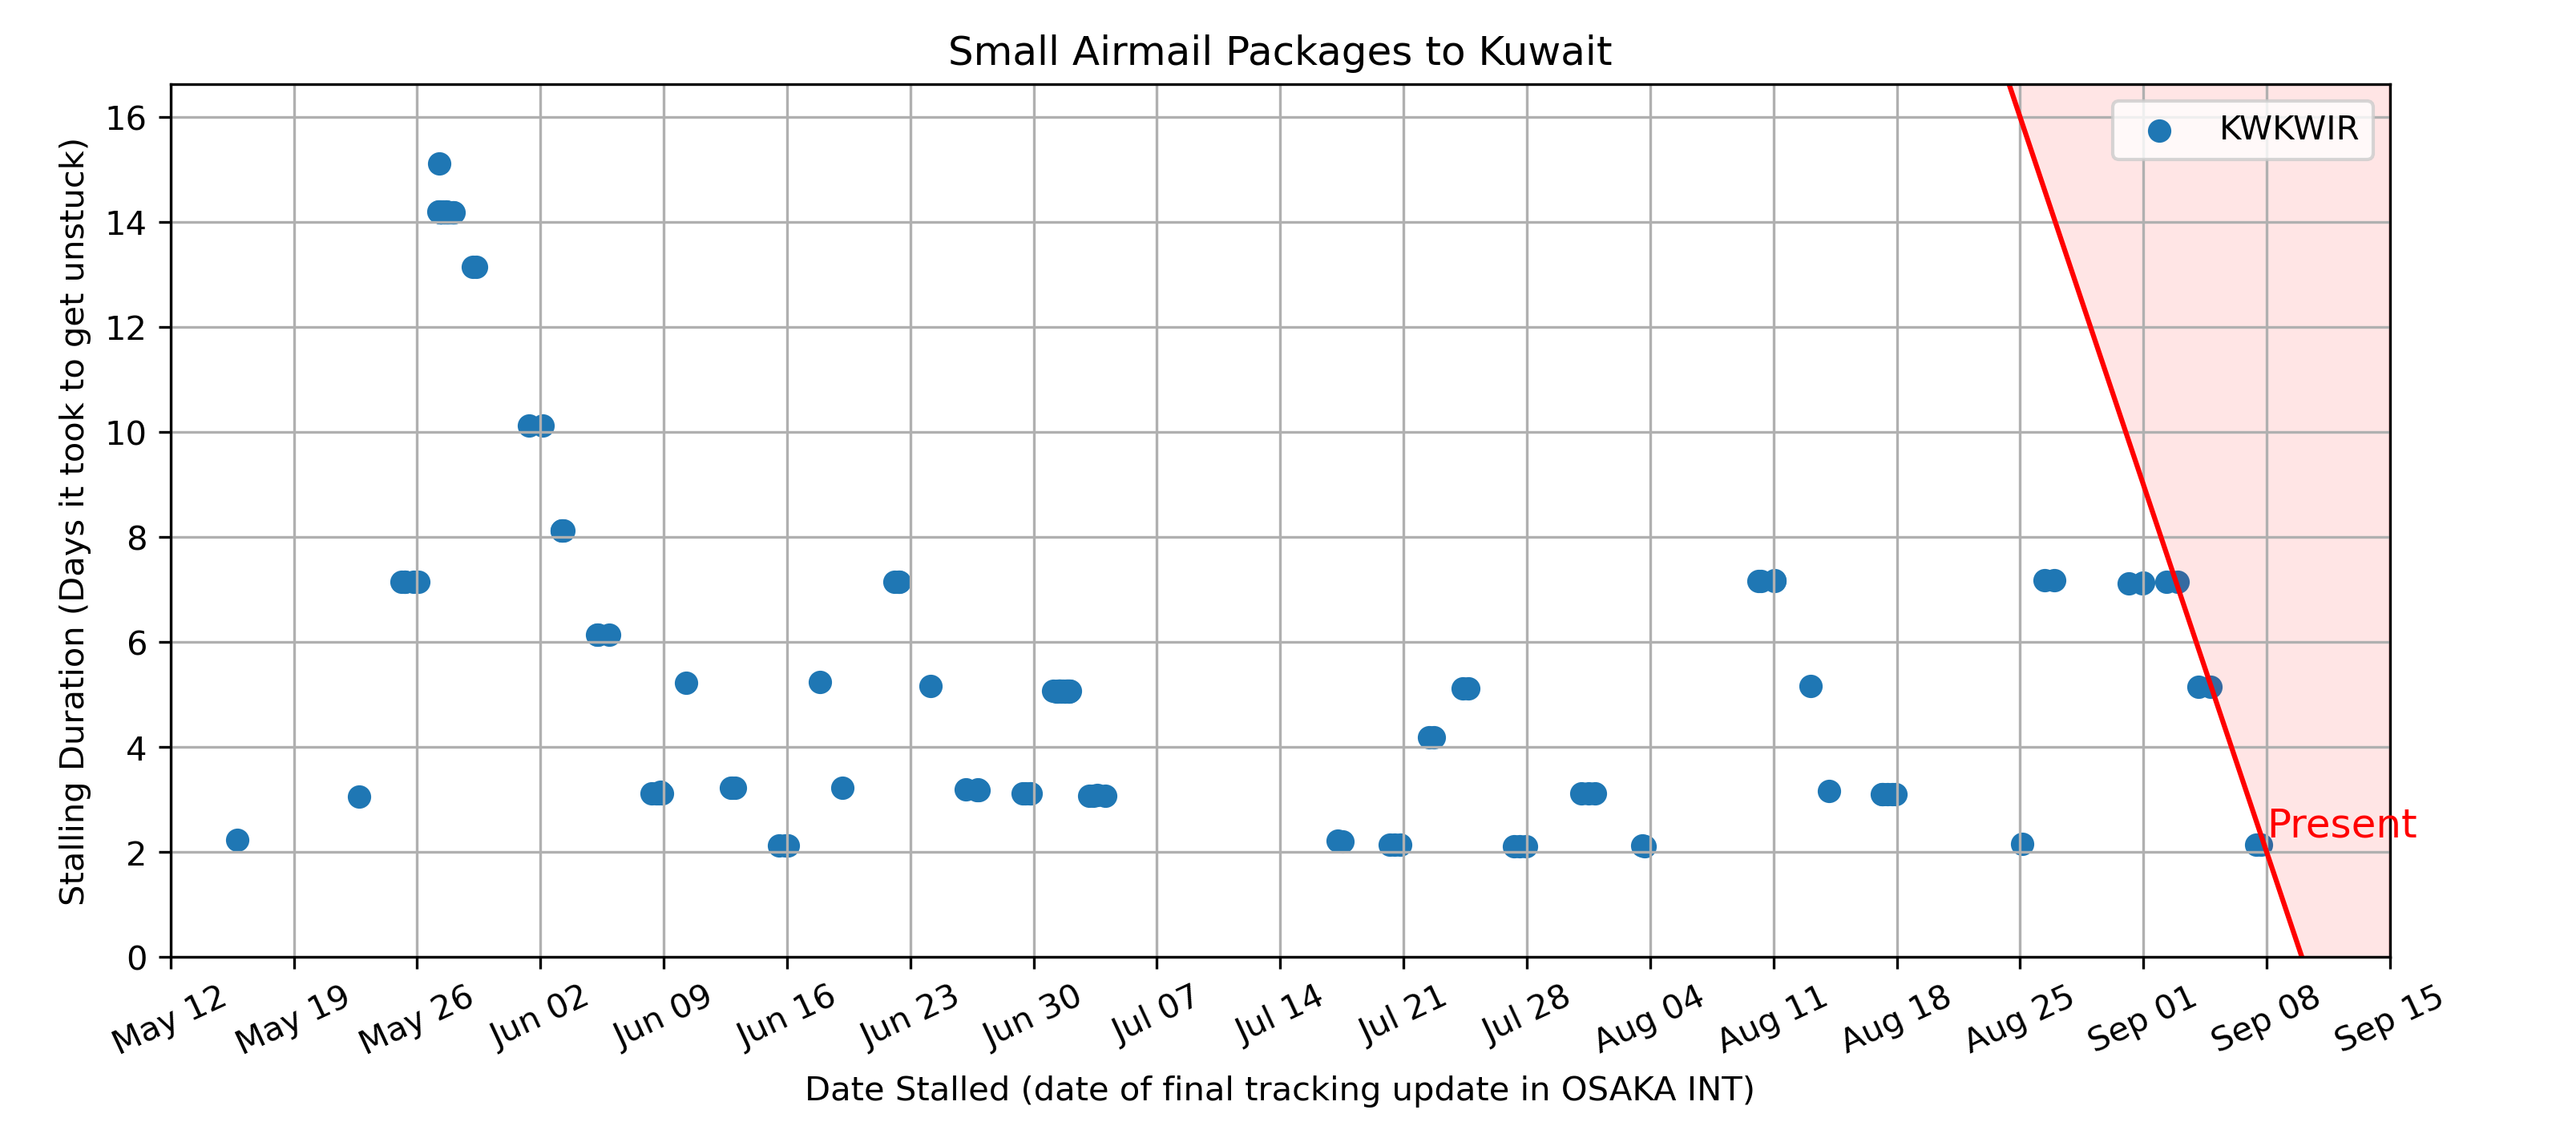 Small Airmail Packages to Kuwait
Stalling Duration (Days it took to get unstuck)
16
14
12
10
8
6
4
2
0
KWKWIR
Present
May 12
May 19
May 26
Jun 02
Jun 09
Jun 16
Jun 23
Jun 30
Jul 07
Jul 14
Jul 21
Jul 28
Aug 04
Aug 11
Aug 18
Aug 25
Sep 01
Sep 08
Sep 15
Date Stalled (date of final tracking update in OSAKA INT)